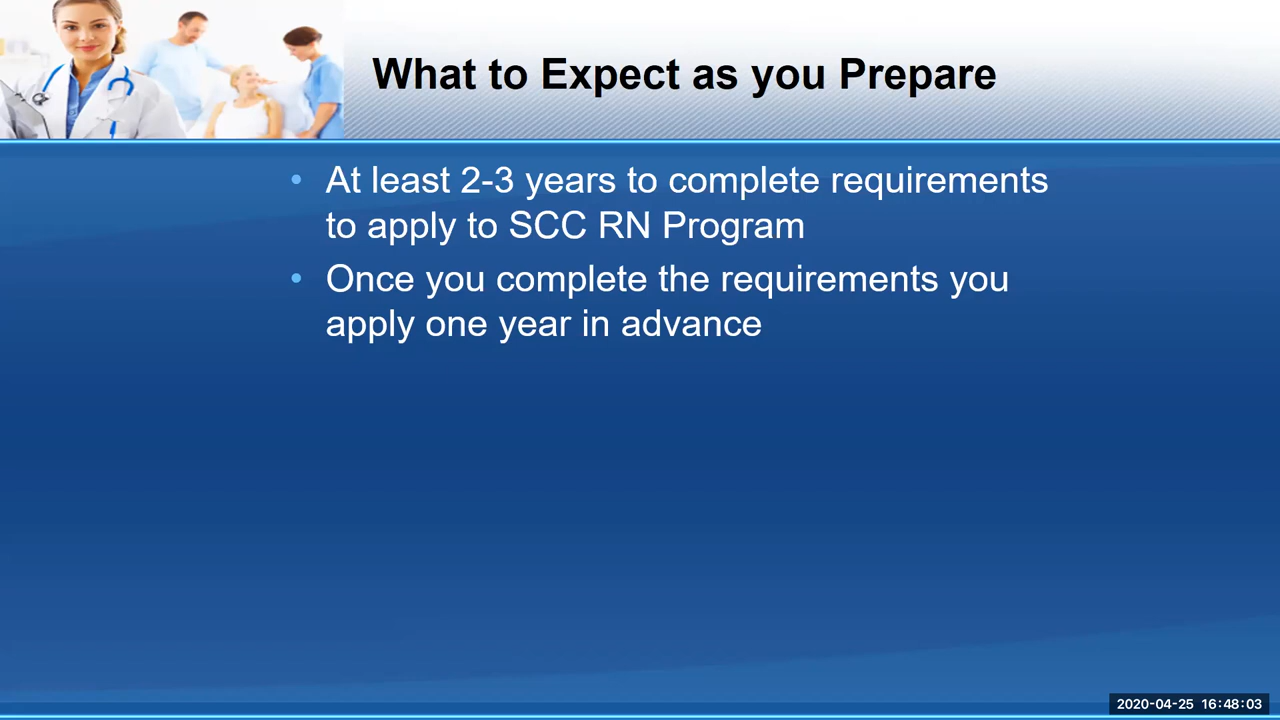 What to Expect as you Prepare
• At least 2-3 years to complete requirements
to apply to SCC RN Program
• Once you complete the requirements you
apply one year in advance
2020-04-25 16:48:03